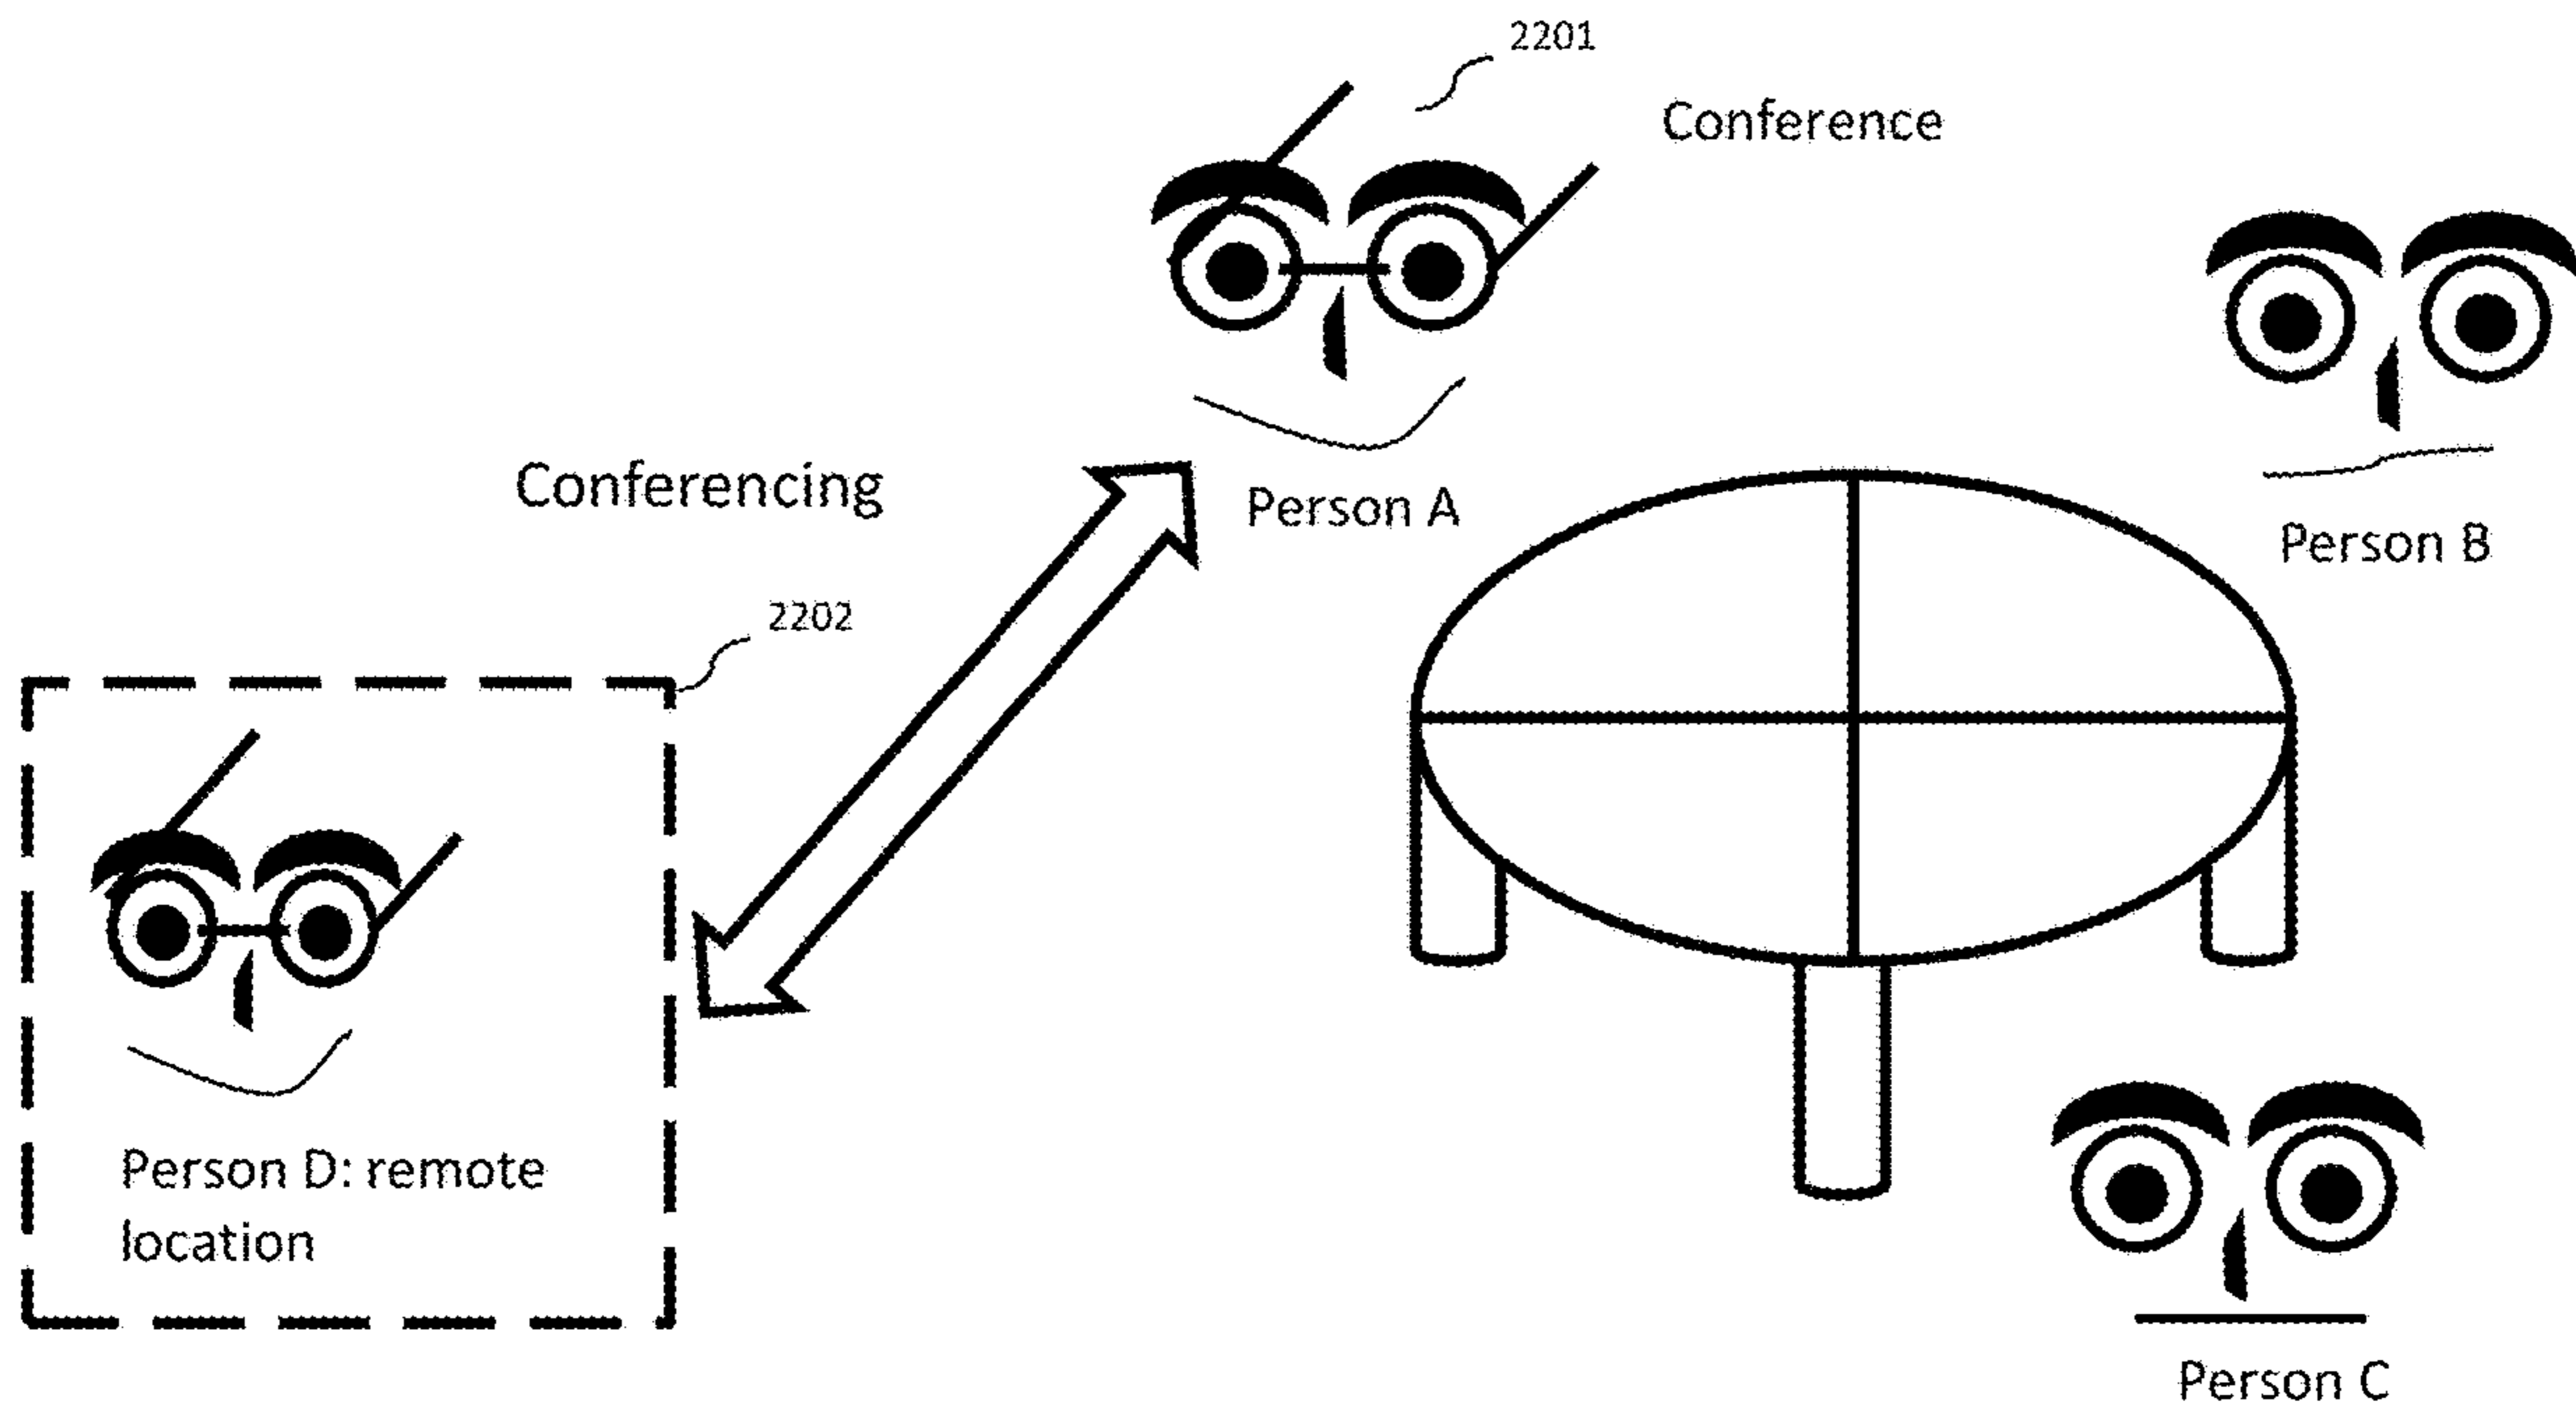 2201
Conference
Conferencing
Person A
Person B
2202
Person D: remote
location
Person C